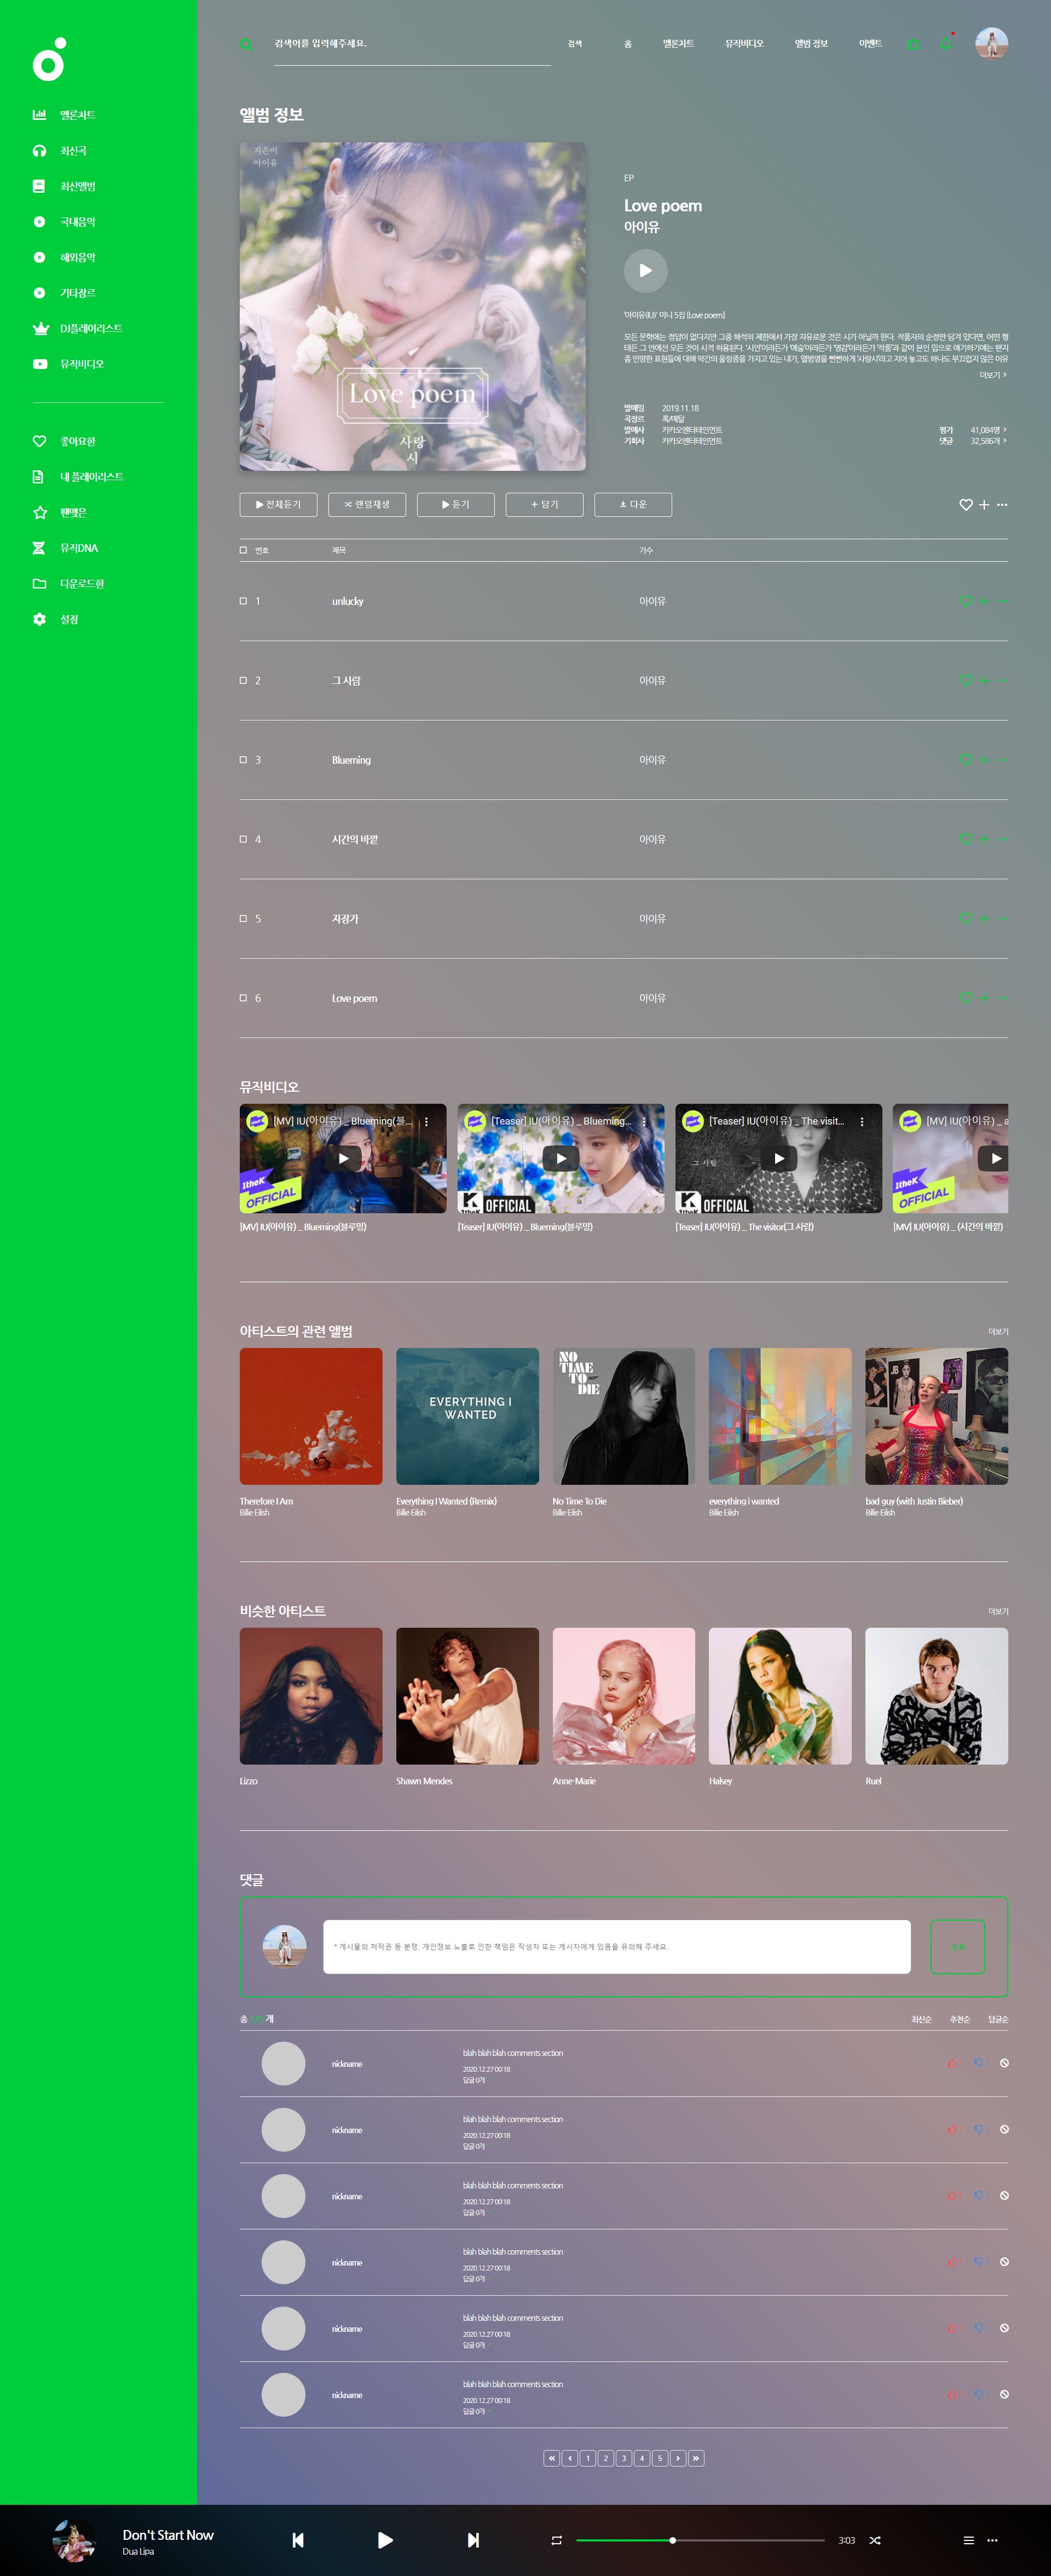 검색어를 입력해주세요.
검색
홈
멜론차트
뮤직비디오
앨범 정보
이벤트
멜론차트
최신곡
최신앨범
국내음악
해외음악
기타장르
DJ플레이리스트
뮤직비디오
좋아요한
내 플레이리스트
팬맺은
뮤직DNA
다운로드한
설정
앨범 정보
지은이
아이유
Love poem
사랑
시
EP
Love poem
아이유
'아이유(IU)' 미니 5집 [Love poem]
모든 문학에는 정답이 없다지만 그중 해석의 제한에서 가장 자유로운 것은 시가 아닐까 한다. 작품자의 순정만 담겨 있다면, 어떤 형
태든 그 안에선 모든 것이 시적 허용된다. '시인'이라든가 '예술'이라든가 '영감'이라든가 '작품'과 같이 본인 입으로 얘기하기에는 왠지
좀 민망한 표현들에 대해 약간의 울렁증을 가지고 있는 내가, 앨범명을 뻔뻔하게 '사랑시'라고 지어 놓고도 하나도 부끄럽지 않은 이유
더보기
발매일 2019.11.18
곡장르 록/메탈
발매사 카카오엔터테인먼트
평가 41,084명
기획사 카카오엔터테인먼트
댓글 32,586개
전체듣기
랜덤재생
듣기
담기
다운
번호 제목 가수
1 unlucky 아이유
2 그 사람 아이유
3 Blueming 아이유
4 시간의 바깥 아이유
5 자장가 아이유
6 Love poem 아이유
뮤직비디오
[MV] IU(아이유) _ Blueming(블...
1theK
OFFICIAL
[MV] IU(아이유) _ Blueming(블루밍)
[Teaser] IU(아이유) _ Blueming...
K OFFICIAL
[Teaser] IU(아이유) _ Blueming(블루밍)
[Teaser] IU(아이유) _ The visit...
그 사람
K OFFICIAL
[Teaser] IU(아이유) _ The visitor(그 사람)
[MV] IU(아이유) _ a
1theK
OFFICIAL
[MV] IU(아이유) _ (시간의 바깥)
아티스트의 관련 앨범
더보기
Therefore I Am
Billie Eilish
EVERYTHING I
WANTED
Everything I Wanted (Remix)
Billie Eilish
NO
TIME
TO
DIE
No Time To Die
Billie Eilish
everything i wanted
Billie Eilish
JB
bad guy (with Justin Bieber)
Billie Eilish
비슷한 아티스트
더보기
Lizzo
Shawn Mendes
Anne-Marie
Halsey
Ruel
댓글
* 게시물의 저작권 등 분쟁, 개인정보 노출로 인한 책임은 작성자 또는 게시자에게 있음을 유의해 주세요.
등록
총 개
최신순
추천순
답글순
nickname
blah blah blah comments section
2020.12.27 00:18
답글 0개
nickname
blah blah blah comments section
2020.12.27 00:18
답글 0개
nickname
blah blah blah comments section
2020.12.27 00:18
답글 0개
nickname
blah blah blah comments section
2020.12.27 00:18
답글 0개
nickname
blah blah blah comments section
2020.12.27 00:18
답글 0개
nickname
blah blah blah comments section
2020.12.27 00:18
답글 0개
1 2 3 4 5
Don't Start Now
Dua Lipa
3:03